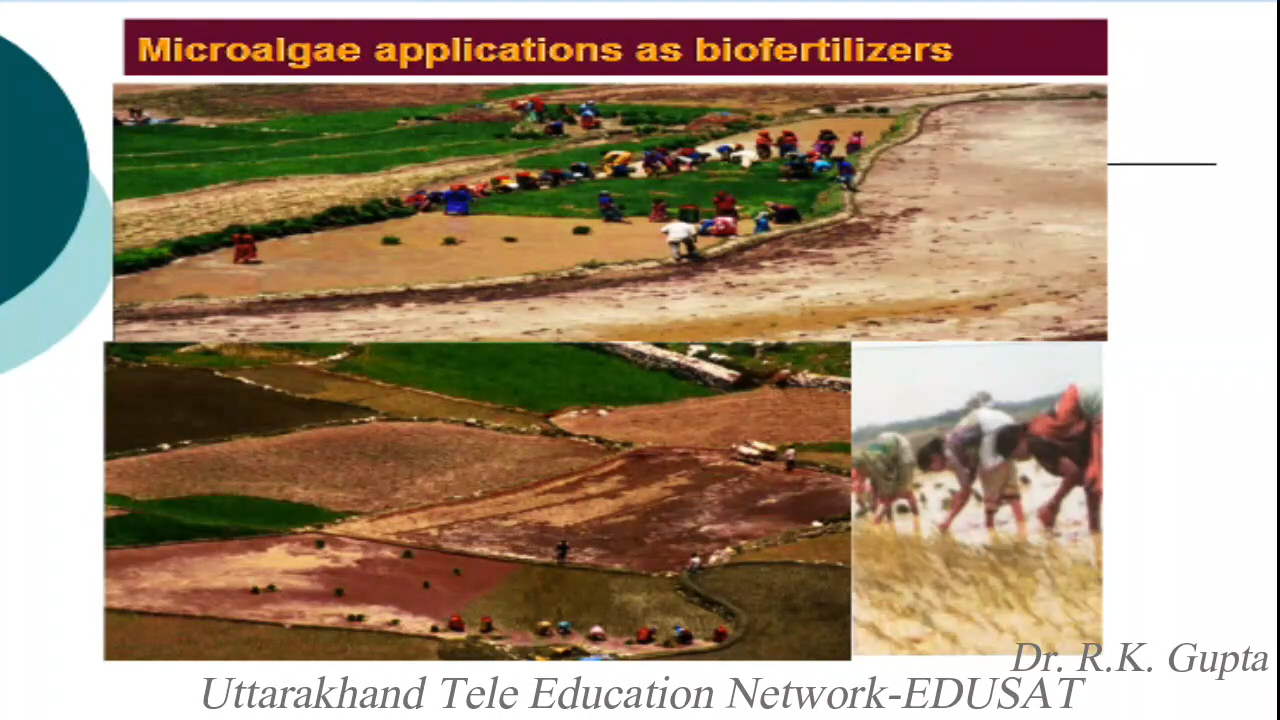 Microalgae applications as biofertilizers
Dr. R.K. Gupta
Uttarakhand Tele Education Network-EDUSAT